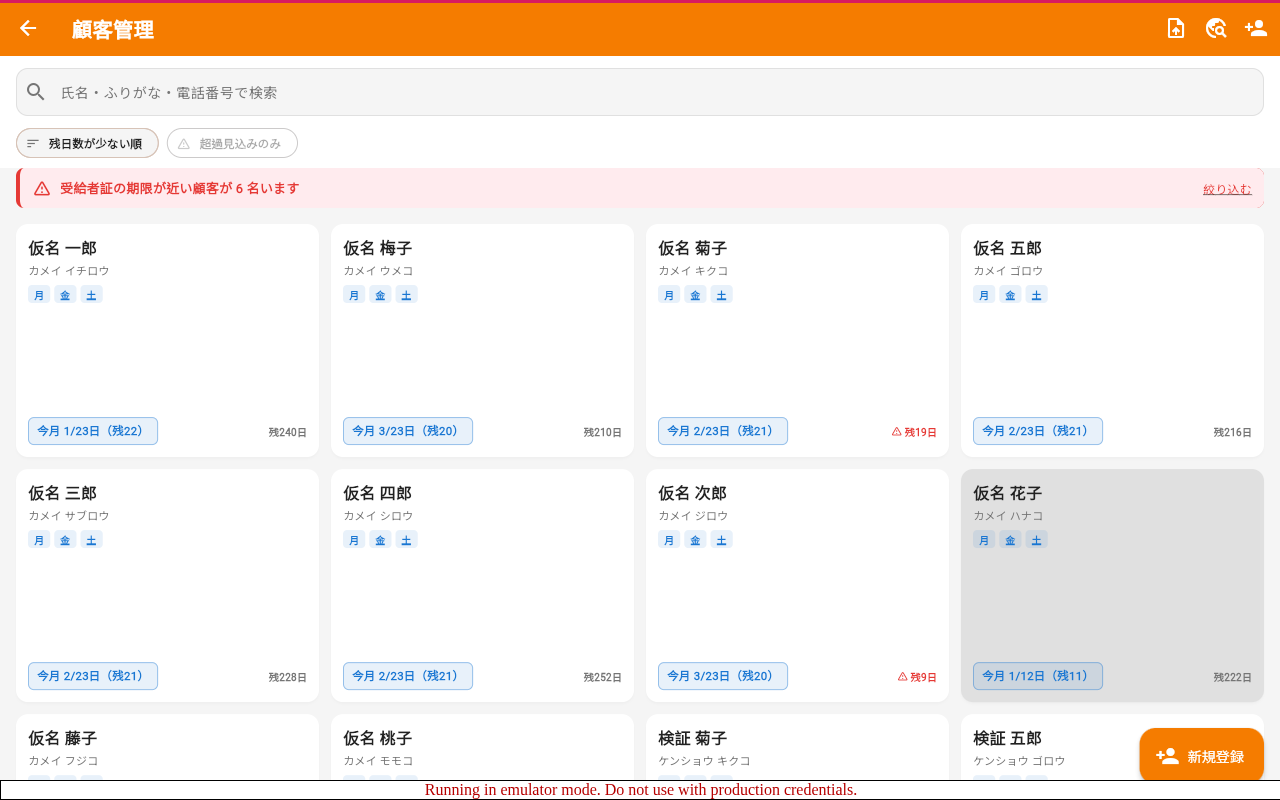 顧客管理
氏名・ふりがな・電話番号で検索
残日数が少ない順 超過見込みのみ
受給者証の期限が近い顧客が 6 名います 絞り込む
仮名 一郎
カメイ イチロウ
月 金 土
今月 1/23日（残22） 残240日
仮名 梅子
カメイ ウメコ
月 金 土
今月 3/23日（残20） 残210日
仮名 菊子
カメイ キクコ
月 金 土
今月 2/23日（残21） 残19日
仮名 五郎
カメイ ゴロウ
月 金 土
今月 2/23日（残21） 残216日
仮名 三郎
カメイ サブロウ
月 金 土
今月 2/23日（残21） 残228日
仮名 四郎
カメイ シロウ
月 金 土
今月 2/23日（残21） 残252日
仮名 次郎
カメイ ジロウ
月 金 土
今月 3/23日（残20） 残9日
仮名 花子
カメイ ハナコ
月 金 土
今月 1/12日（残11） 残222日
仮名 藤子
カメイ フジコ
仮名 桃子
カメイ モモコ
検証 菊子
ケンショウ キクコ
検証 五郎
ケンショウ ゴロウ
新規登録
Running in emulator mode. Do not use with production credentials.